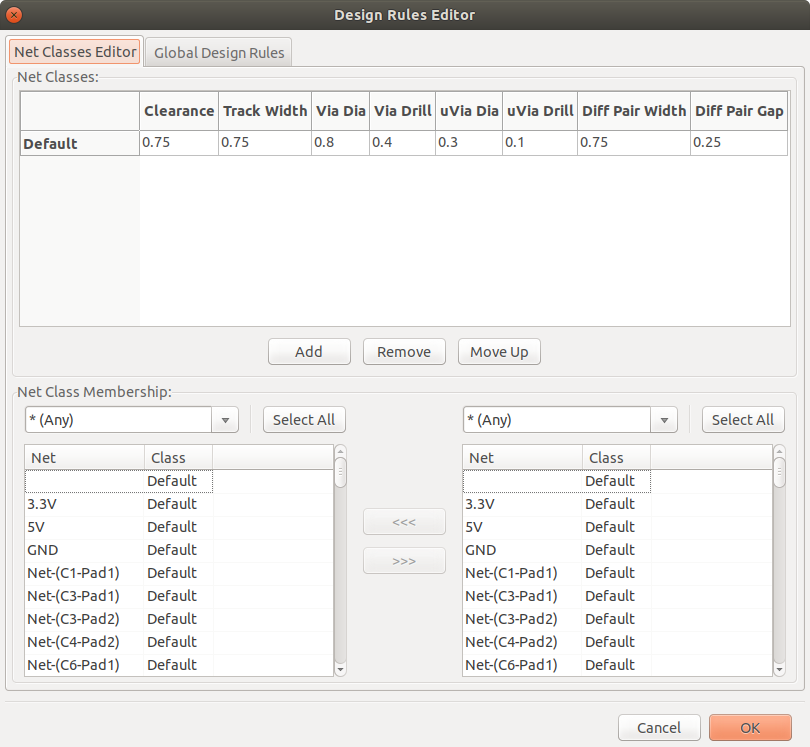 Design Rules Editor
Net Classes Editor Global Design Rules
Net Classes:
Clearance Track Width Via Dia Via Drill uVia Dia uVia Drill Diff Pair Width Diff Pair Gap
Default 0.75 0.75 0.8 0.4 0.3 0.1 0.75 0.25
Add Remove Move Up
Net Class Membership:
* (Any) Select All * (Any) Select All
Net Class Net Class
Default Default
3.3V Default 3.3V Default
5V Default <<< 5V Default
GND Default >>> GND Default
Net-(C1-Pad1) Default Net-(C1-Pad1) Default
Net-(C3-Pad1) Default Net-(C3-Pad1) Default
Net-(C3-Pad2) Default Net-(C3-Pad2) Default
Net-(C4-Pad2) Default Net-(C4-Pad2) Default
Net-(C6-Pad1) Default Net-(C6-Pad1) Default
Cancel OK